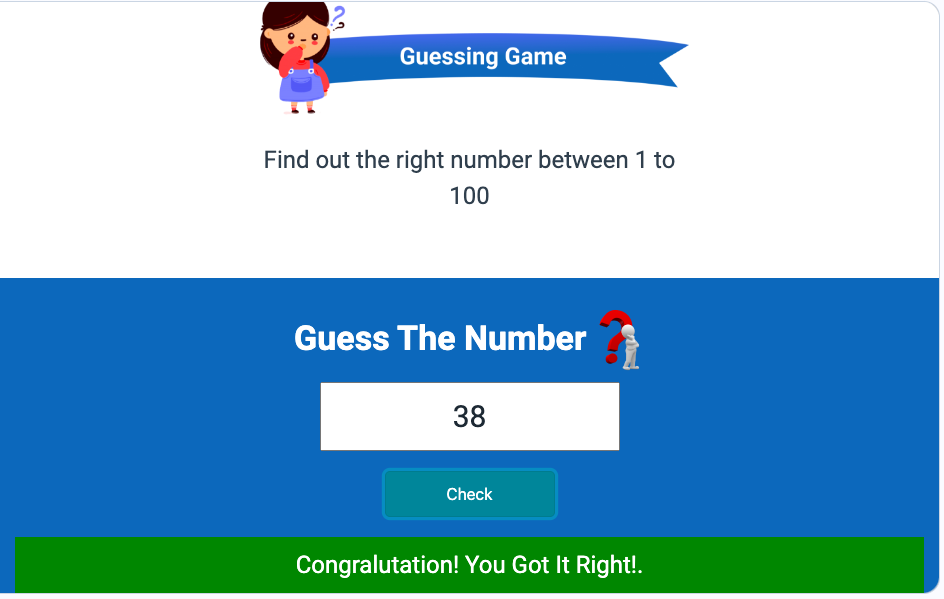 Guessing Game
Find out the right number between 1 to
100
Guess The Number
38
Check
Congralutation! You Got It Right!.